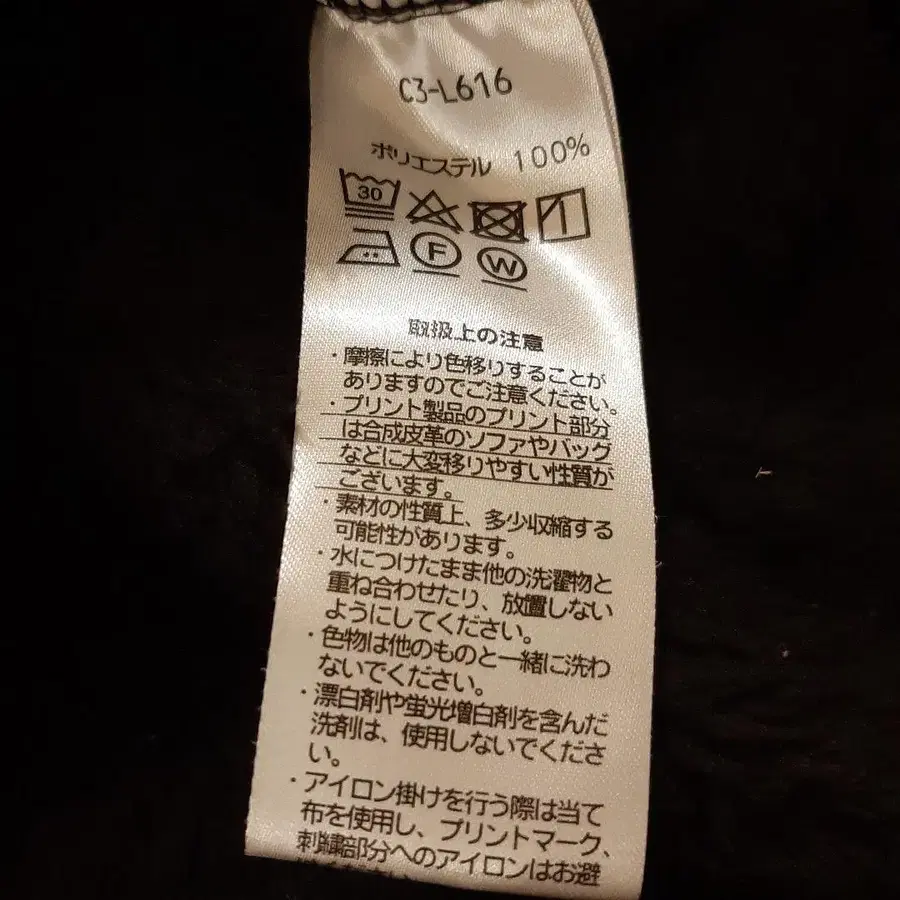 C3-L616
ポリエステル 100%
30
F W
取扱上の注意
・摩擦により色移りすることが
ありますのでご注意ください。
・プリント製品のプリント部分
は合成皮革のソファやバッグ
などに大変移りやすい性質が
ございます。
・素材の性質上、多少収縮する
可能性があります。
・水につけたまま他の洗濯物と
重ね合わせたり、放置しない
ようにしてください。
・色物は他のものと一緒に洗わ
ないでください。
・漂白剤や蛍光増白剤を含んだ
洗剤は、使用しないでくださ
い。
・アイロン掛けを行う際は当て
布を使用し、プリントマーク、
刺繍部分へのアイロンはお避